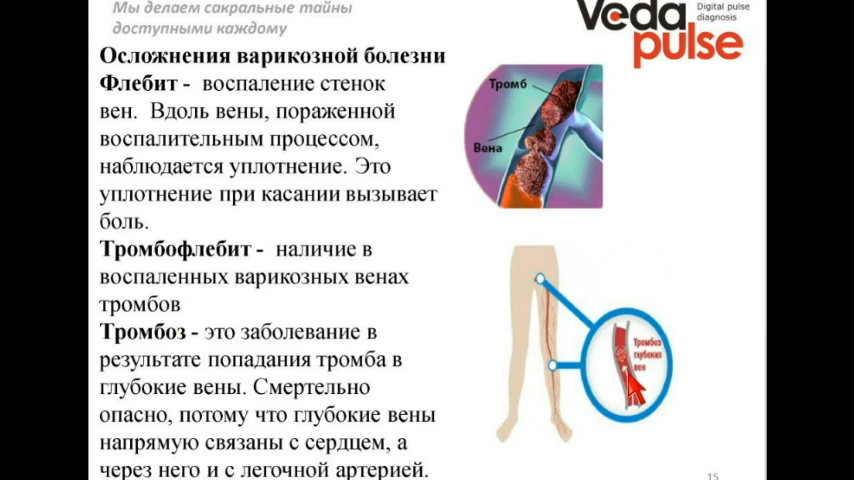 Мы делаем сакральные тайны
доступными каждому
Veda
pulse
Digital pulse
diagnosis
Осложнения варикозной болезни
Флебит - воспаление стенок
вен. Вдоль вены, пораженной
воспалительным процессом,
наблюдается уплотнение. Это
уплотнение при касании вызывает
боль.
Тромбофлебит - наличие в
воспаленных варикозных венах
тромбов
Тромбоз - это заболевание в
результате попадания тромба в
глубокие вены. Смертельно
опасно, потому что глубокие вены
напрямую связаны с сердцем, а
через него и с легочной артерией.
Тромб
Вена
Тромбоз
глубоких
вен
15